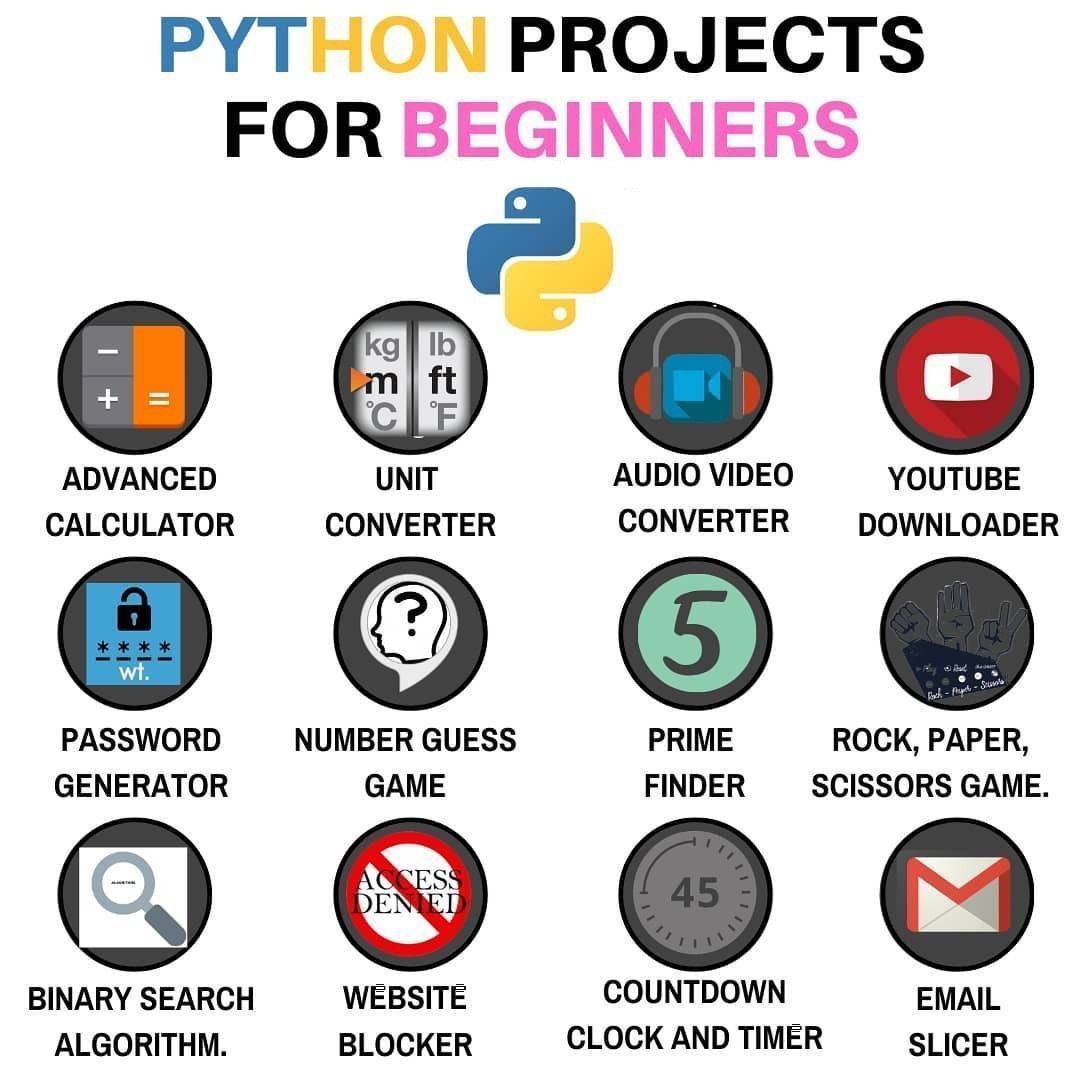 PYTHON PROJECTS
FOR BEGINNERS
kg lb
m ft
°C °F
ADVANCED
CALCULATOR
UNIT
CONVERTER
AUDIO VIDEO
CONVERTER
YOUTUBE
DOWNLOADER
* * * *
wt.
?
5
Reset
Rock - Paper - Scissors
PASSWORD
GENERATOR
NUMBER GUESS
GAME
PRIME
FINDER
ROCK, PAPER,
SCISSORS GAME.
ALGORITHM
ACCESS
DENIED
45
BINARY SEARCH
ALGORITHM.
WEBSITE
BLOCKER
COUNTDOWN
CLOCK AND TIMER
EMAIL
SLICER